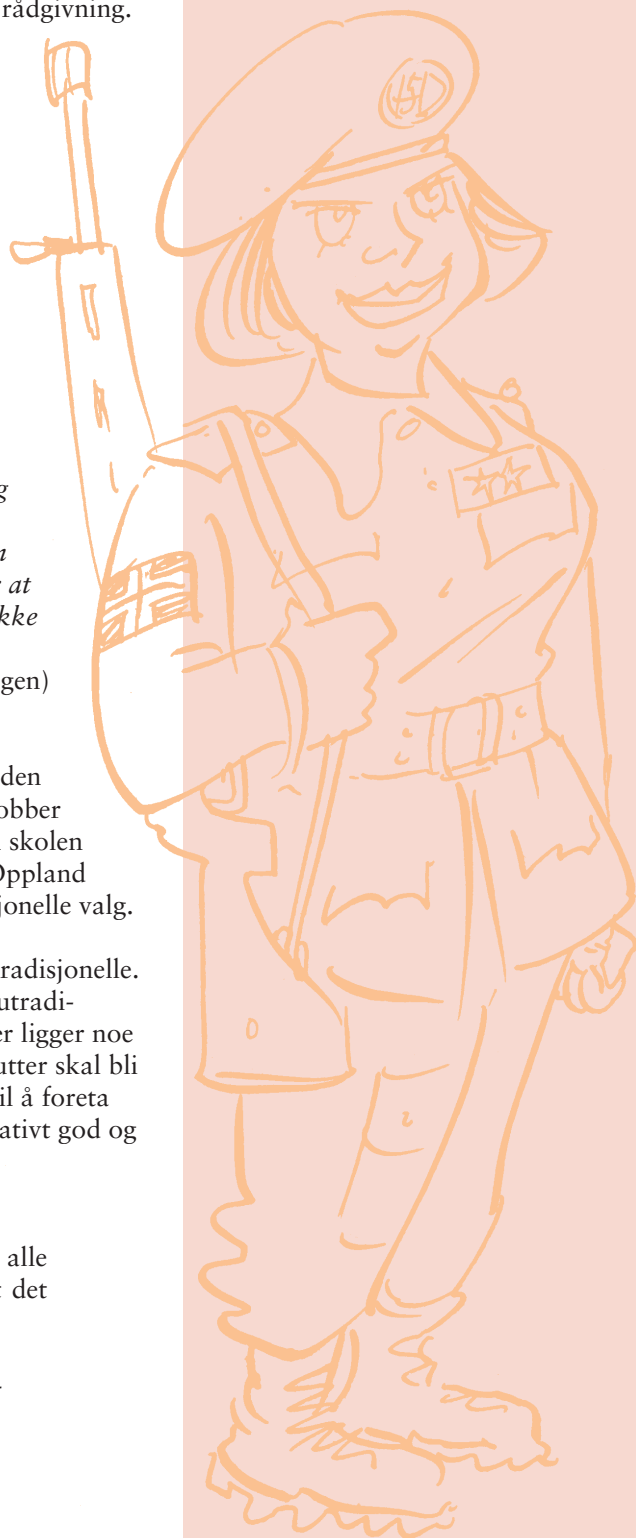 rådgivning.
g
n
at
kke
gen)
den
obber
skolen
Oppland
jonelle valg.
radisjonelle.
utradi-
er ligger noe
utter skal bli
il å foreta
ativt god og
alle
det